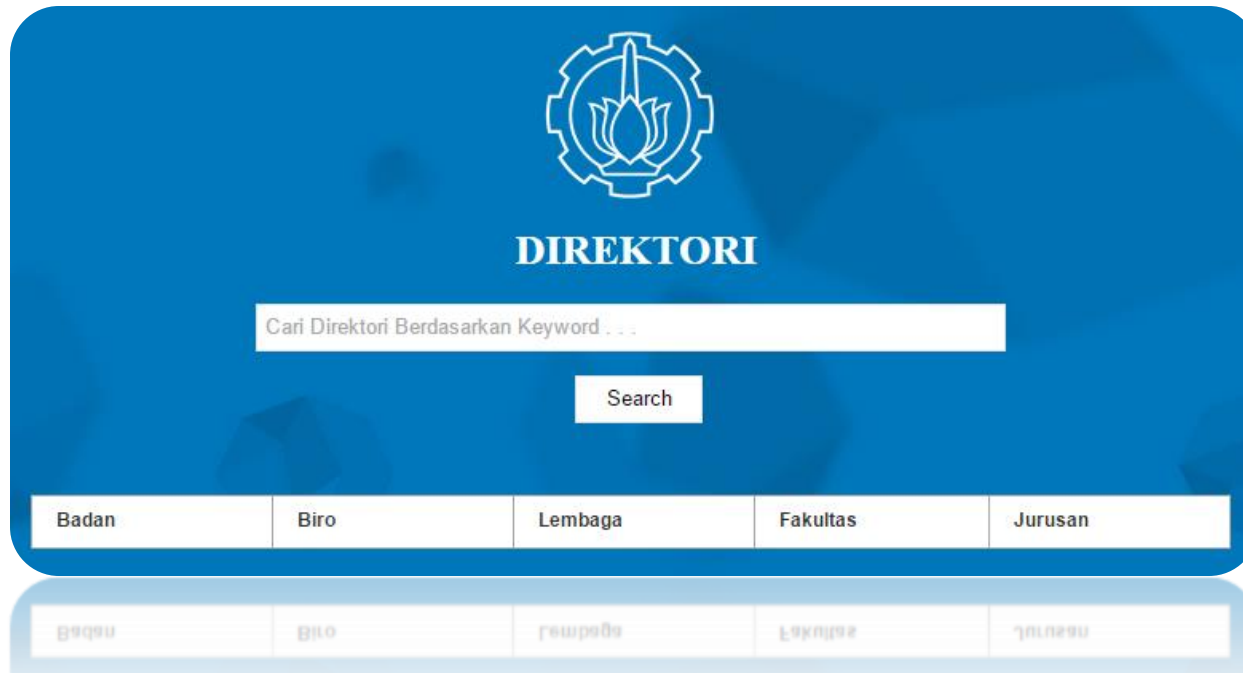 DIREKTORI
Cari Direktori Berdasarkan Keyword . . .
Search
Badan Biro Lembaga Fakultas Jurusan